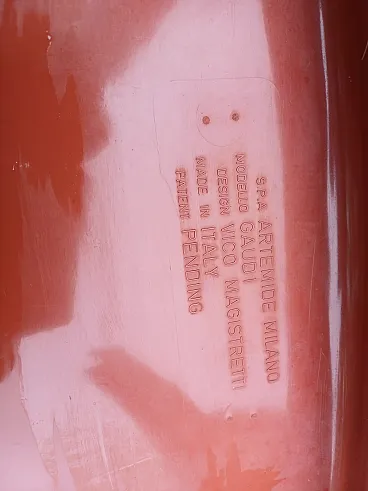 S.P.A ARTEMIDE MILANO
MODELLO GAUDI
DESIGN VICO MAGISTRETTI
MADE IN ITALY
PATENT PENDING